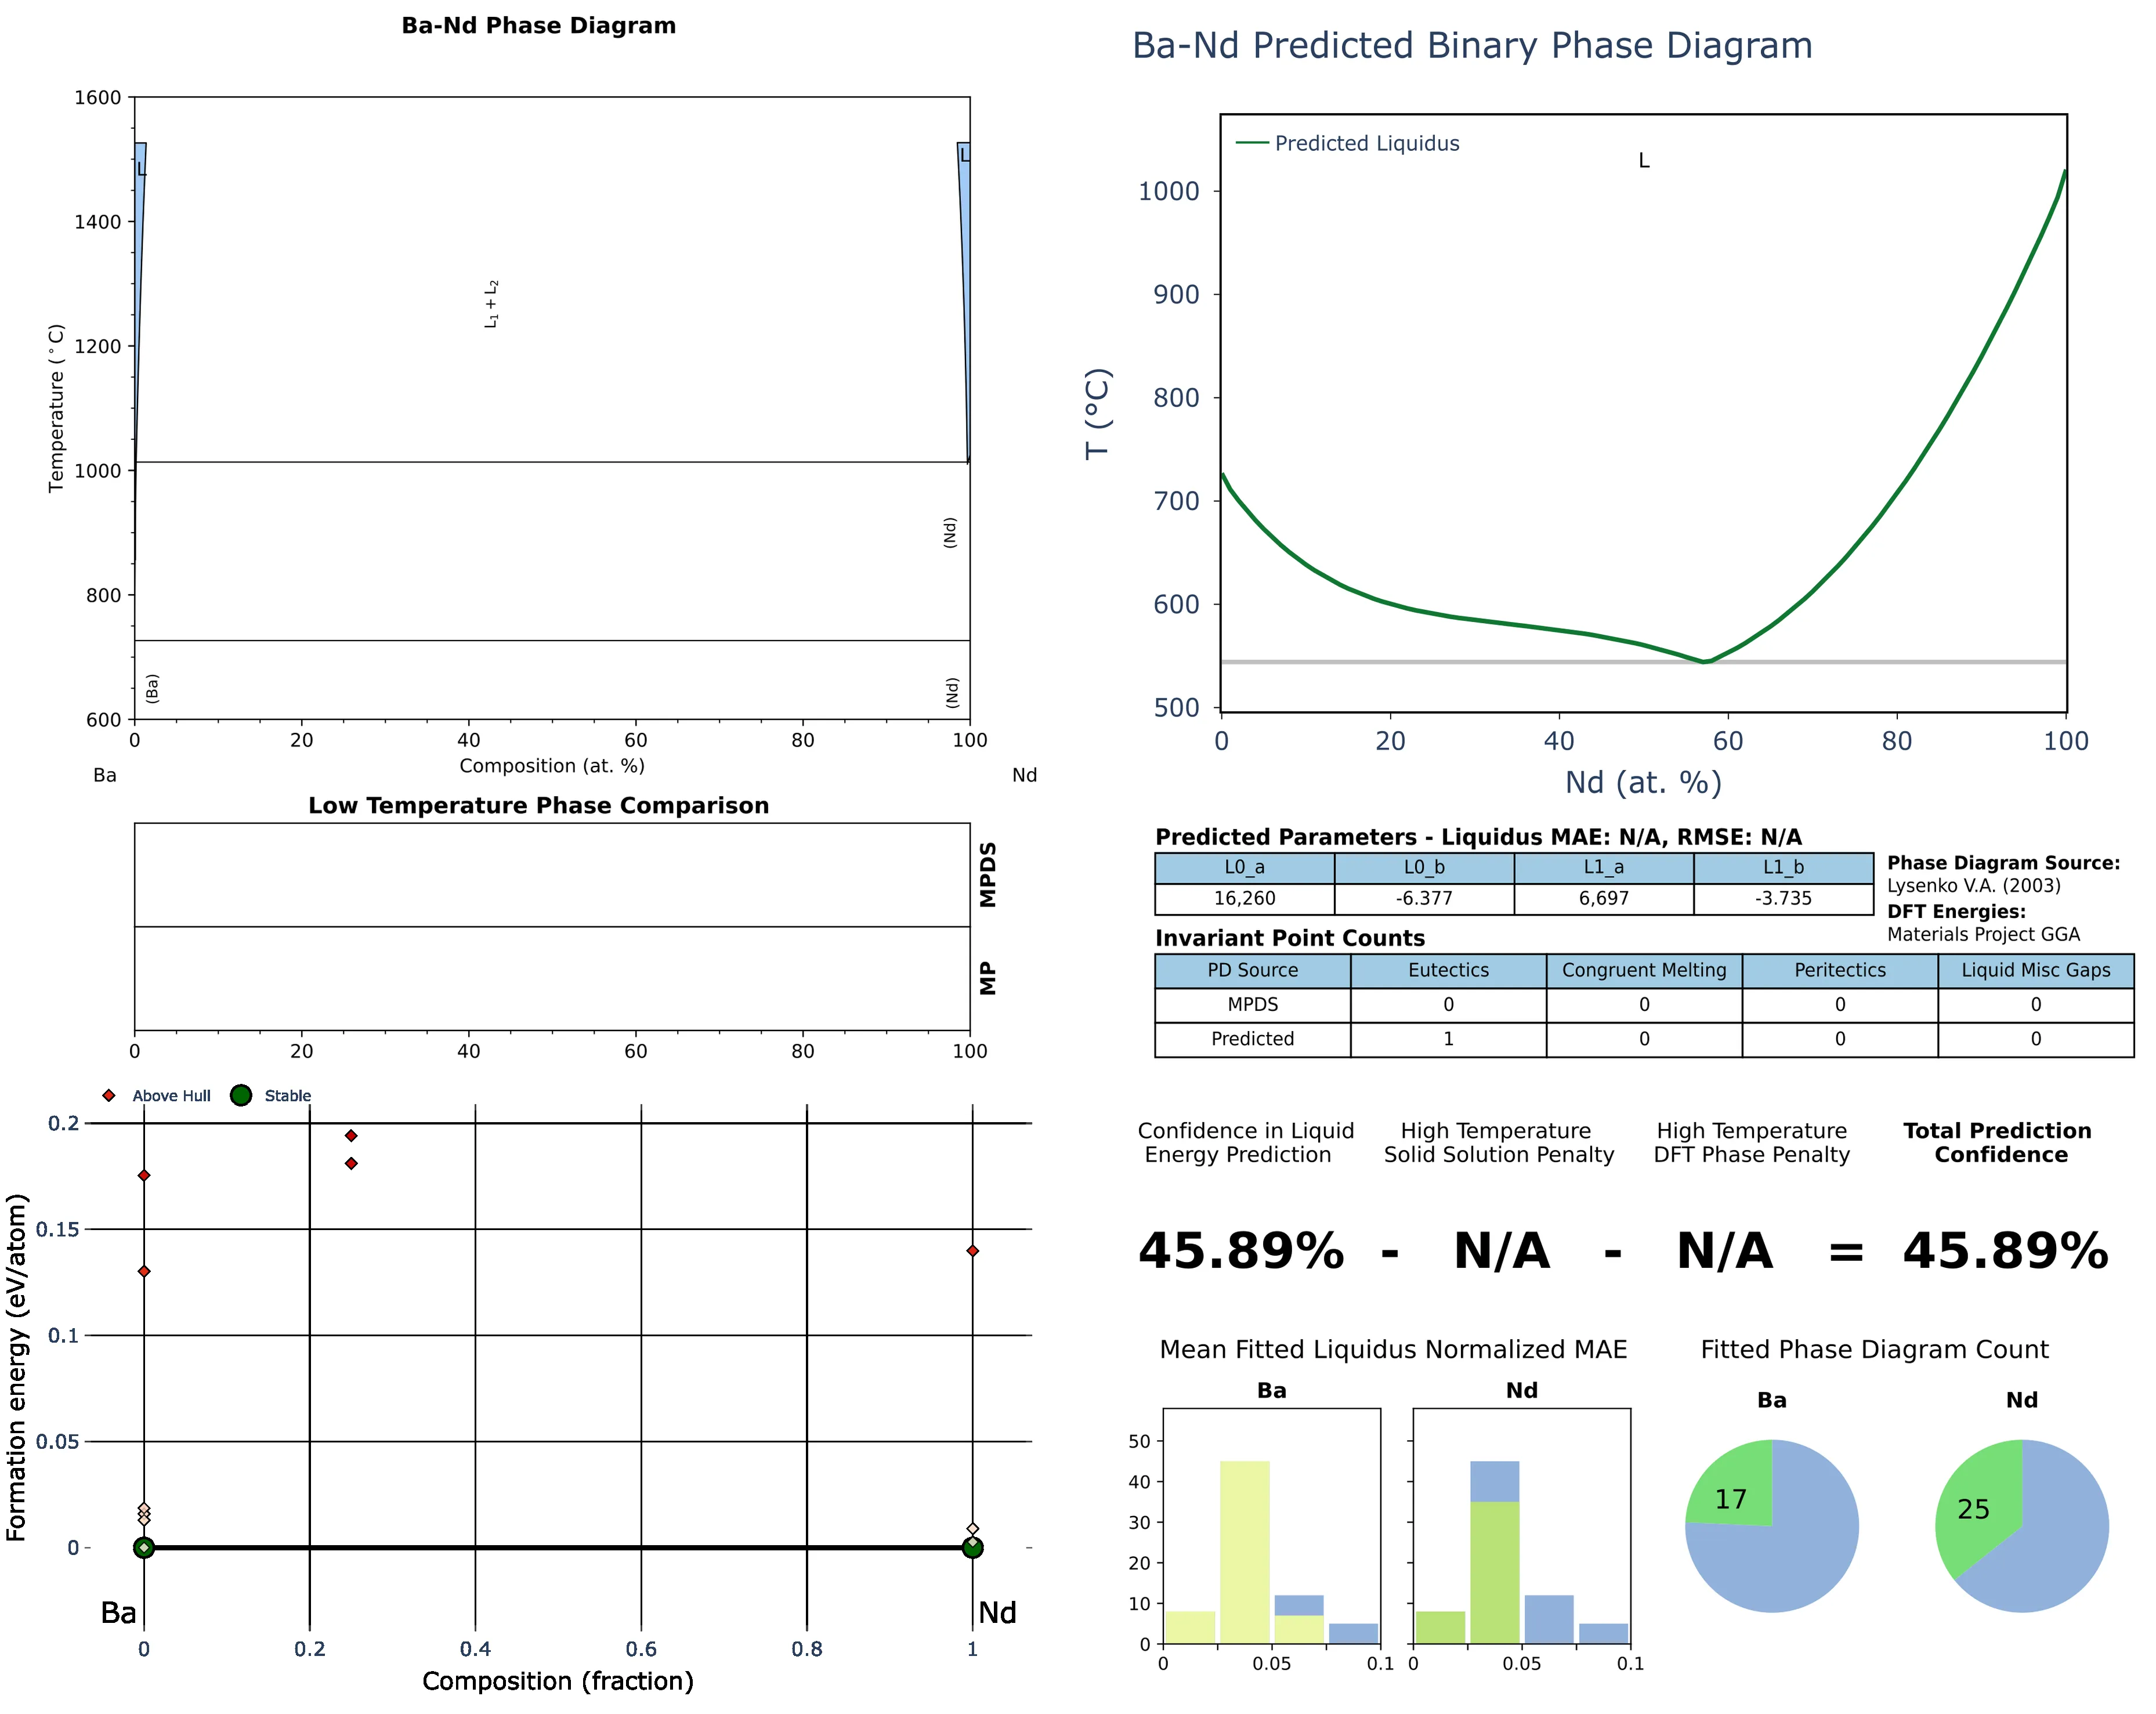 Ba-Nd Phase Diagram
1600
1400
1200
1000
800
600
Temperature (°C)
L
L
L1 + L2
(Nd)
(Ba)
(Nd)
0 20 40 60 80 100
Composition (at. %)
Ba Nd
Low Temperature Phase Comparison
MPDS
MP
0 20 40 60 80 100
Above Hull Stable
0.2
0.15
0.1
0.05
0
Formation energy (eV/atom)
Ba Nd
0 0.2 0.4 0.6 0.8 1
Composition (fraction)
Ba-Nd Predicted Binary Phase Diagram
Predicted Liquidus
L
1000
900
800
700
600
500
T (°C)
0 20 40 60 80 100
Nd (at. %)
Predicted Parameters - Liquidus MAE: N/A, RMSE: N/A
L0_a L0_b L1_a L1_b
16,260 -6.377 6,697 -3.735
Phase Diagram Source:
Lysenko V.A. (2003)
DFT Energies:
Materials Project GGA
Invariant Point Counts
PD Source Eutectics Congruent Melting Peritectics Liquid Misc Gaps
MPDS 0 0 0 0
Predicted 1 0 0 0
Confidence in Liquid High Temperature High Temperature Total Prediction
Energy Prediction Solid Solution Penalty DFT Phase Penalty Confidence
45.89% - N/A - N/A = 45.89%
Mean Fitted Liquidus Normalized MAE Fitted Phase Diagram Count
Ba Nd Ba Nd
50
40
30
20
10
0
0 0.05 0.1 0 0.05 0.1
17 25